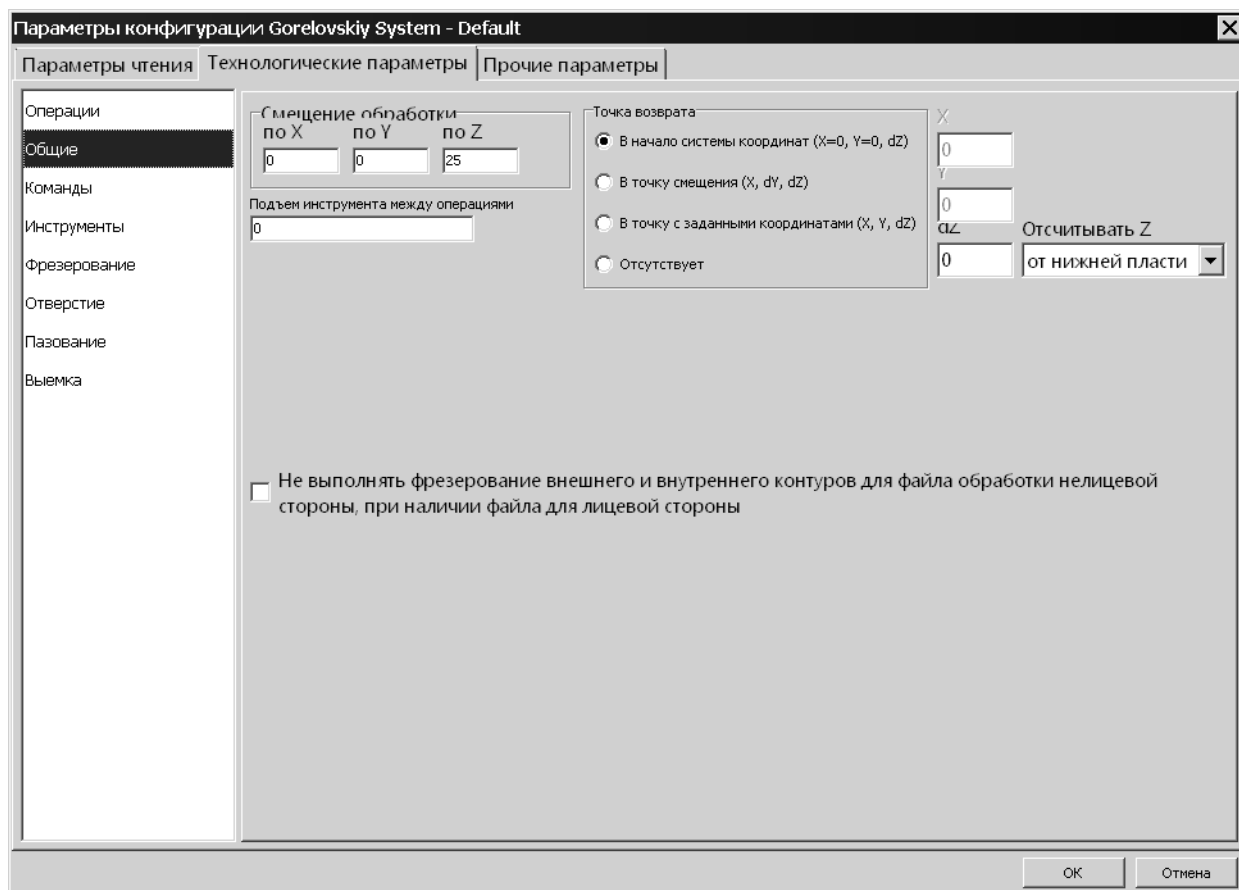 Параметры конфигурации Gorelovskiy System - Default
Параметры чтения
Технологические параметры
Прочие параметры
Операции
Общие
Команды
Инструменты
Фрезерование
Отверстие
Пазование
Выемка
Смещение обработки
по X
по Y
по Z
0
0
25
Подъем инструмента между операциями
0
Точка возврата
В начало системы координат (X=0, Y=0, dZ)
В точку смещения (X, dY, dZ)
В точку с заданными координатами (X, Y, dZ)
Отсутствует
X
0
Y
0
dZ
0
Отсчитывать Z
от нижней пласти
Не выполнять фрезерование внешнего и внутреннего контуров для файла обработки нелицевой
стороны, при наличии файла для лицевой стороны
ОК
Отмена